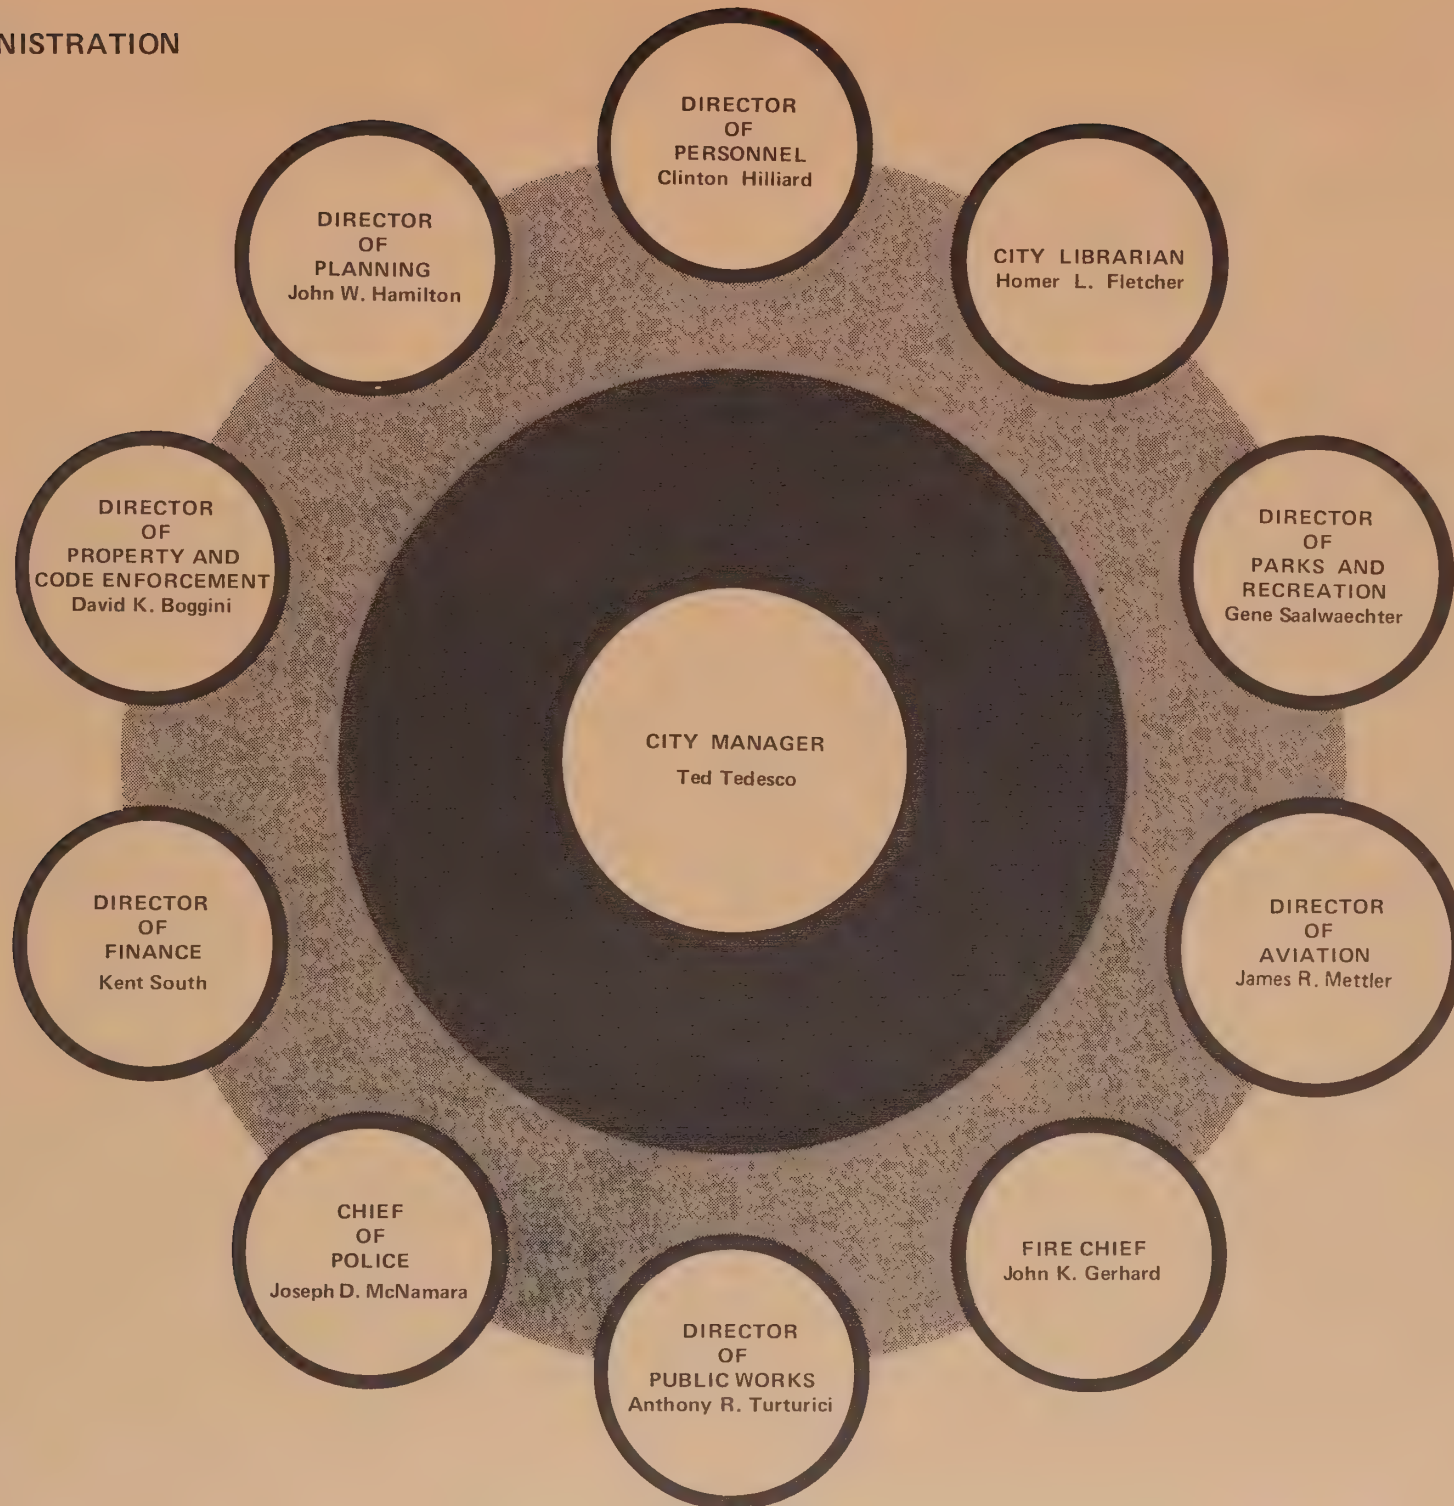 NISTRATION
DIRECTOR
OF
PERSONNEL
Clinton Hilliard
DIRECTOR
OF
PLANNING
John W. Hamilton
CITY LIBRARIAN
Homer L. Fletcher
DIRECTOR
OF
PROPERTY AND
CODE ENFORCEMENT
David K. Boggini
DIRECTOR
OF
PARKS AND
RECREATION
Gene Saalwaechter
CITY MANAGER
Ted Tedesco
DIRECTOR
OF
FINANCE
Kent South
DIRECTOR
OF
AVIATION
James R. Mettler
CHIEF
OF
POLICE
Joseph D. McNamara
FIRE CHIEF
John K. Gerhard
DIRECTOR
OF
PUBLIC WORKS
Anthony R. Turturici